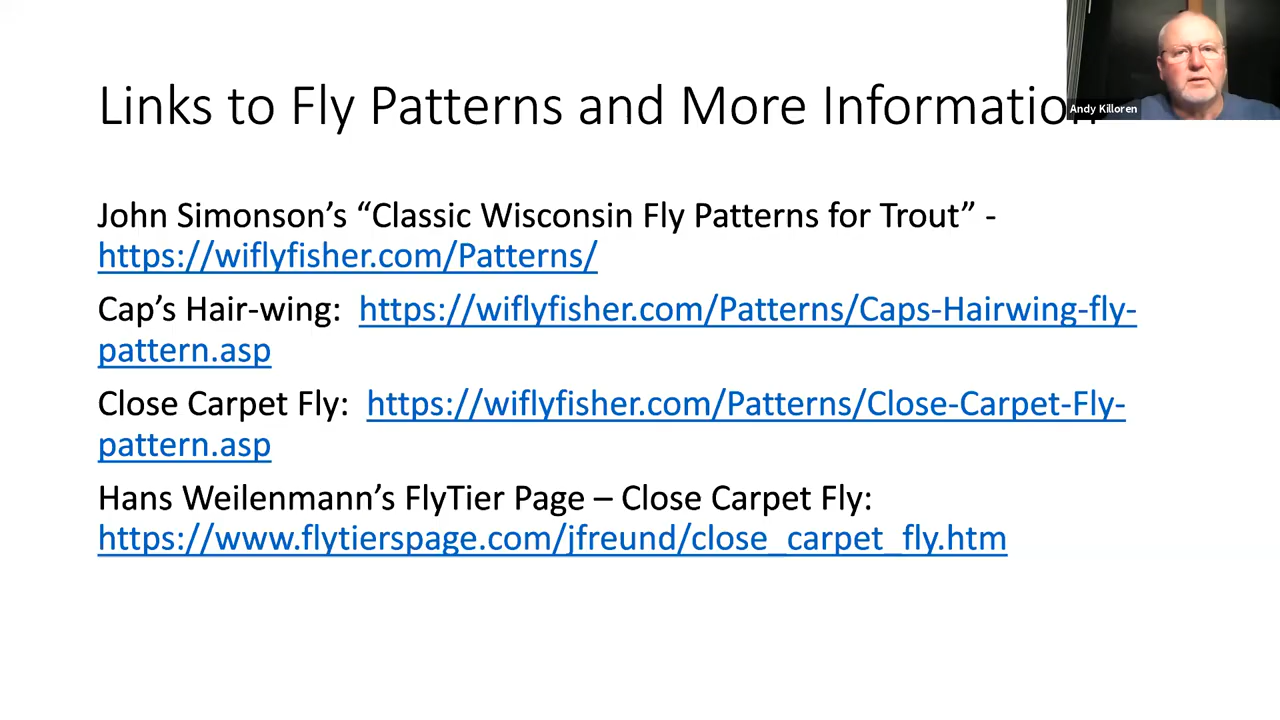 Links to Fly Patterns and More Information
Andy Killoren
John Simonson’s “Classic Wisconsin Fly Patterns for Trout” -
https://wiflyfisher.com/Patterns/
Cap’s Hair-wing: https://wiflyfisher.com/Patterns/Caps-Hairwing-fly-
pattern.asp
Close Carpet Fly: https://wiflyfisher.com/Patterns/Close-Carpet-Fly-
pattern.asp
Hans Weilenmann’s FlyTier Page – Close Carpet Fly:
https://www.flytierspage.com/jfreund/close_carpet_fly.htm